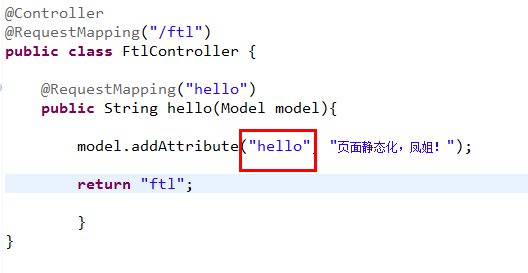 @Controller
@RequestMapping("/ftl")
public class FtlController {
@RequestMapping("hello")
public String hello(Model model){
model.addAttribute("hello", "页面静态化，凤姐！");
return "ftl";
}
}